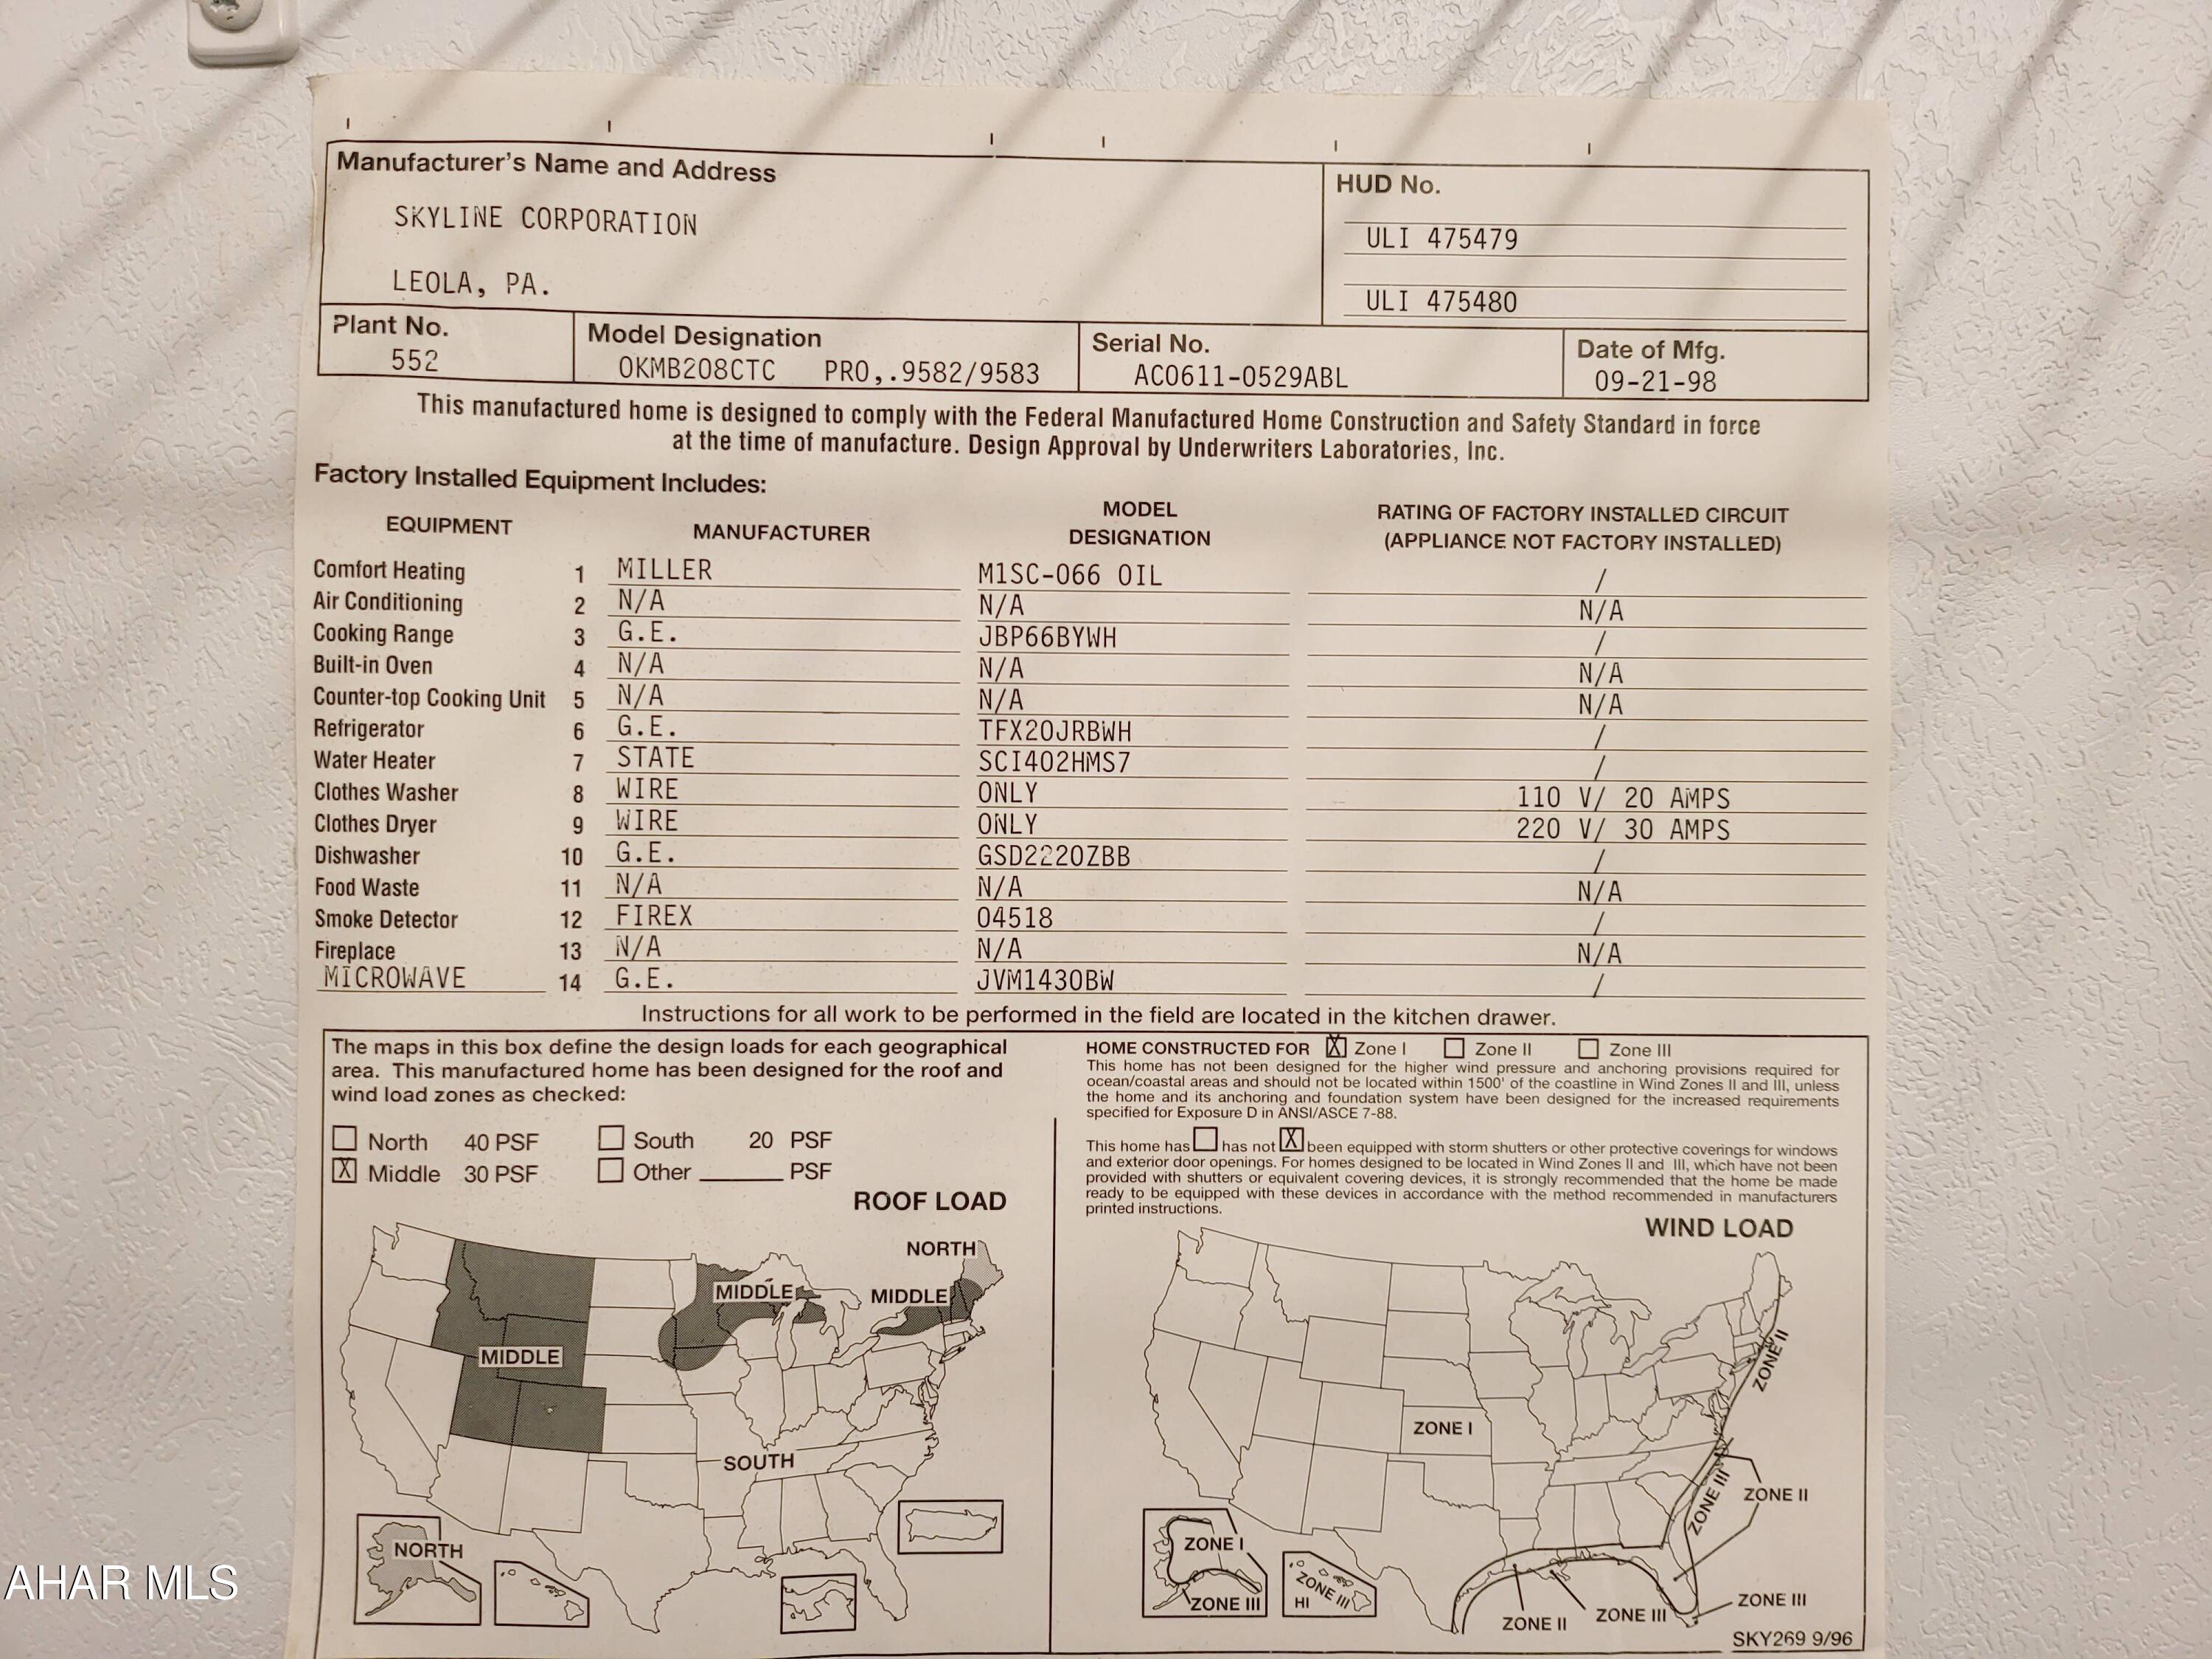 Manufacturer's Name and Address
SKYLINE CORPORATION
LEOLA, PA.
HUD No.
ULI 475479
ULI 475480
Plant No.
552
Model Designation
OKMB208CTC PRO,.9582/9583
Serial No.
AC0611-0529ABL
Date of Mfg.
09-21-98
This manufactured home is designed to comply with the Federal Manufactured Home Construction and Safety Standard in force
at the time of manufacture. Design Approval by Underwriters Laboratories, Inc.
Factory Installed Equipment Includes:
EQUIPMENT
MANUFACTURER
MODEL
DESIGNATION
RATING OF FACTORY INSTALLED CIRCUIT
(APPLIANCE NOT FACTORY INSTALLED)
Comfort Heating 1 MILLER M1SC-066 OIL /
Air Conditioning 2 N/A N/A N/A
Cooking Range 3 G.E. JBP66BYWH /
Built-in Oven 4 N/A N/A N/A
Counter-top Cooking Unit 5 N/A N/A N/A
Refrigerator 6 G.E. TFX20JRBWH /
Water Heater 7 STATE SCI402HMS7 /
Clothes Washer 8 WIRE ONLY 110 V/ 20 AMPS
Clothes Dryer 9 WIRE ONLY 220 V/ 30 AMPS
Dishwasher 10 G.E. GSD2220ZBB /
Food Waste 11 N/A N/A N/A
Smoke Detector 12 FIREX 04518 /
Fireplace 13 N/A N/A N/A
MICROWAVE 14 G.E. JVM1430BW /
Instructions for all work to be performed in the field are located in the kitchen drawer.
The maps in this box define the design loads for each geographical
area. This manufactured home has been designed for the roof and
wind load zones as checked:
North 40 PSF South 20 PSF
X Middle 30 PSF Other ______ PSF
ROOF LOAD
NORTH
MIDDLE
MIDDLE
MIDDLE
SOUTH
NORTH
HOME CONSTRUCTED FOR X Zone I Zone II Zone III
This home has not been designed for the higher wind pressure and anchoring provisions required for
ocean/coastal areas and should not be located within 1500' of the coastline in Wind Zones II and III, unless
the home and its anchoring and foundation system have been designed for the increased requirements
specified for Exposure D in ANSI/ASCE 7-88.
This home has has not X been equipped with storm shutters or other protective coverings for windows
and exterior door openings. For homes designed to be located in Wind Zones II and III, which have not been
provided with shutters or equivalent covering devices, it is strongly recommended that the home be made
ready to be equipped with these devices in accordance with the method recommended in manufacturers
printed instructions.
WIND LOAD
ZONE II
ZONE I
ZONE III
ZONE II
ZONE I
ZONE III
ZONE III
HI
ZONE II
ZONE III
ZONE III
SKY269 9/96
AHAR MLS